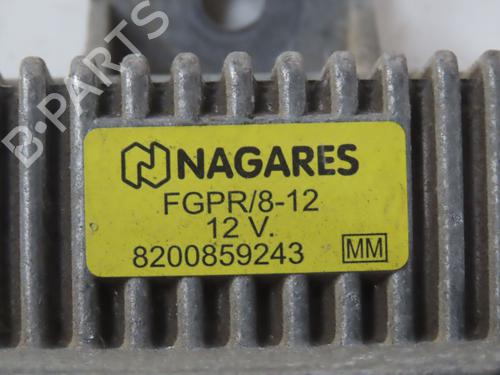 B-PARTS
NAGARES
FGPR/8-12
12 V.
8200859243 MM